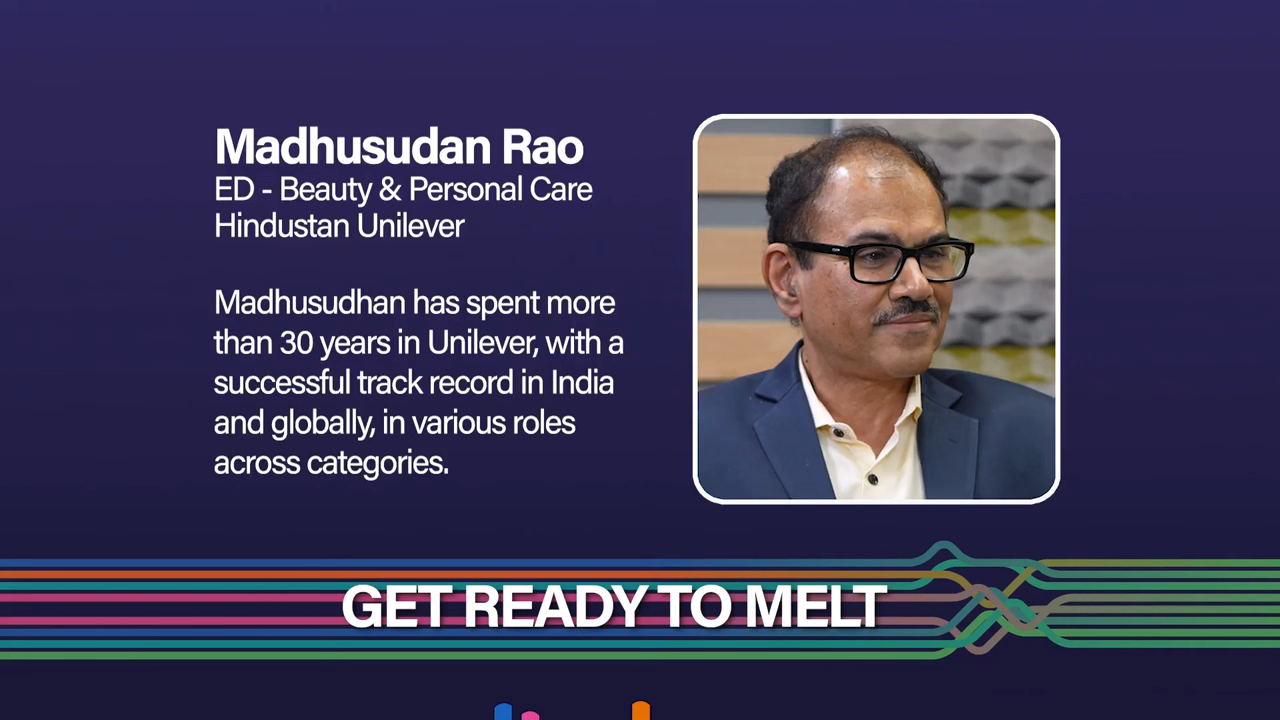 Madhusudan Rao
ED - Beauty & Personal Care
Hindustan Unilever
Madhusudhan has spent more
than 30 years in Unilever, with a
successful track record in India
and globally, in various roles
across categories.
GET READY TO MELT